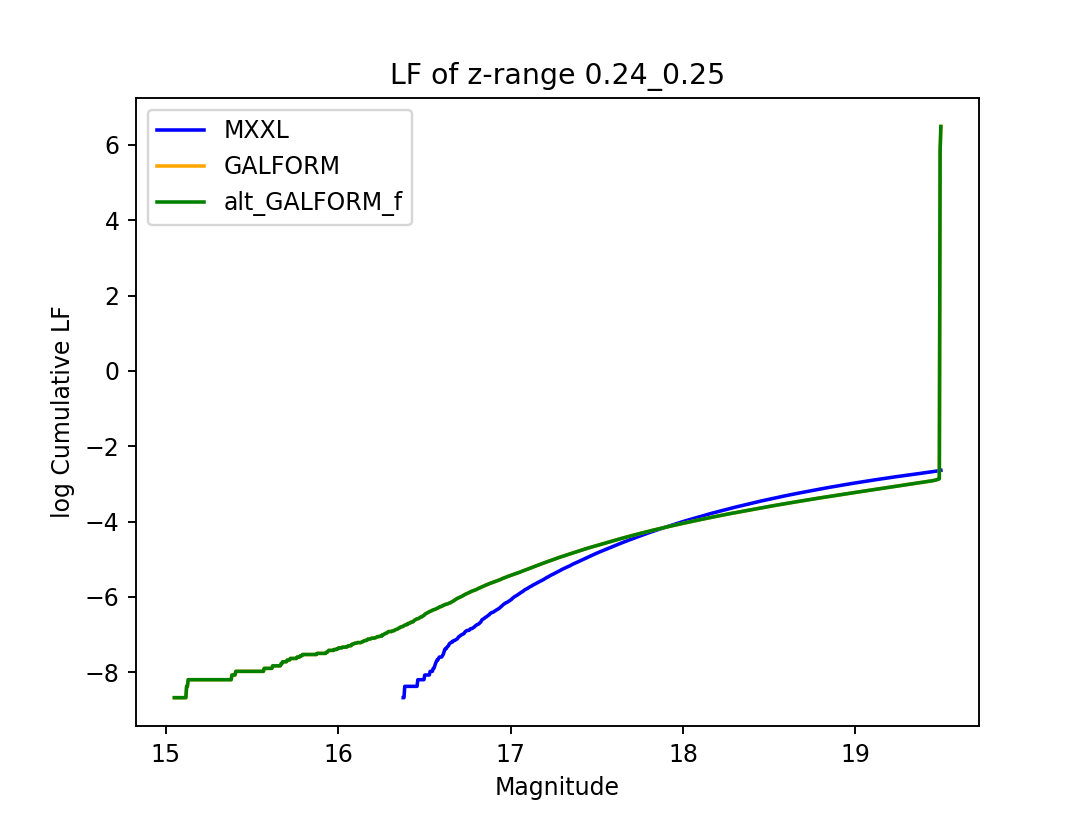 LF of z-range 0.24_0.25
MXXL
GALFORM
alt_GALFORM_f
6
4
2
0
−2
−4
−6
−8
log Cumulative LF
15 16 17 18 19
Magnitude